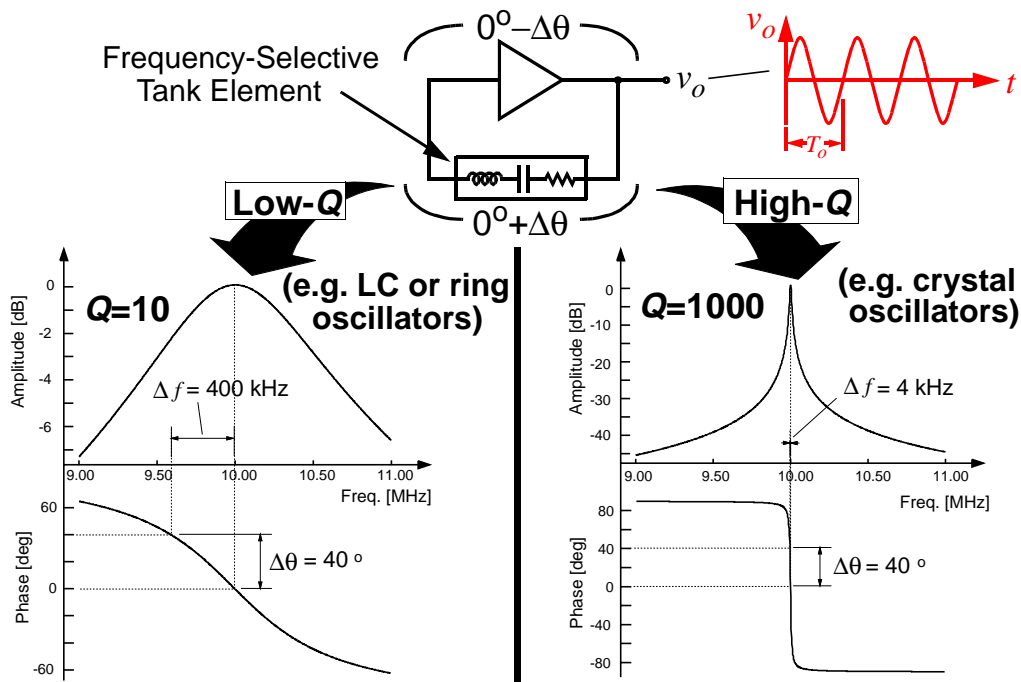 0°−Δθ
Frequency-Selective
Tank Element
v_o
v_o
t
T_o
0°+Δθ
Low-Q
High-Q
Q=10
(e.g. LC or ring
oscillators)
Amplitude [dB]
0
-2
-4
-6
Δf = 400 kHz
9.00
9.50
10.00
10.50
11.00
Freq. [MHz]
Phase [deg]
60
0
-60
Δθ = 40 °
Q=1000
(e.g. crystal
oscillators)
Amplitude [dB]
0
-10
-20
-30
-40
Δf = 4 kHz
9.00
9.50
10.00
10.50
11.00
Freq. [MHz]
Phase [deg]
80
40
0
-40
-80
Δθ = 40 °